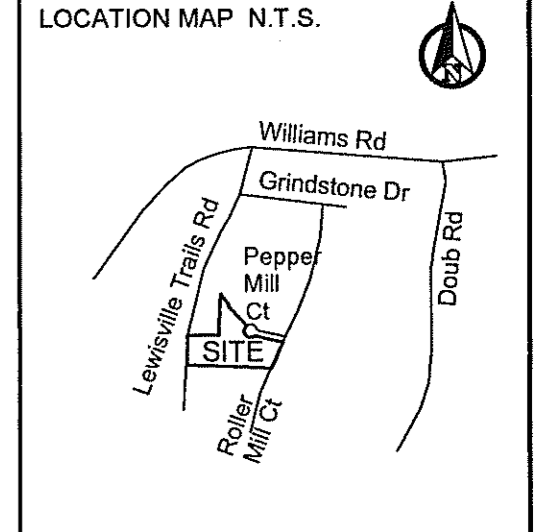 LOCATION MAP N.T.S.
N
Williams Rd
Grindstone Dr
Lewisville Trails Rd
Pepper
Mill
Ct
Doub Rd
SITE
Roller
Mill Ct